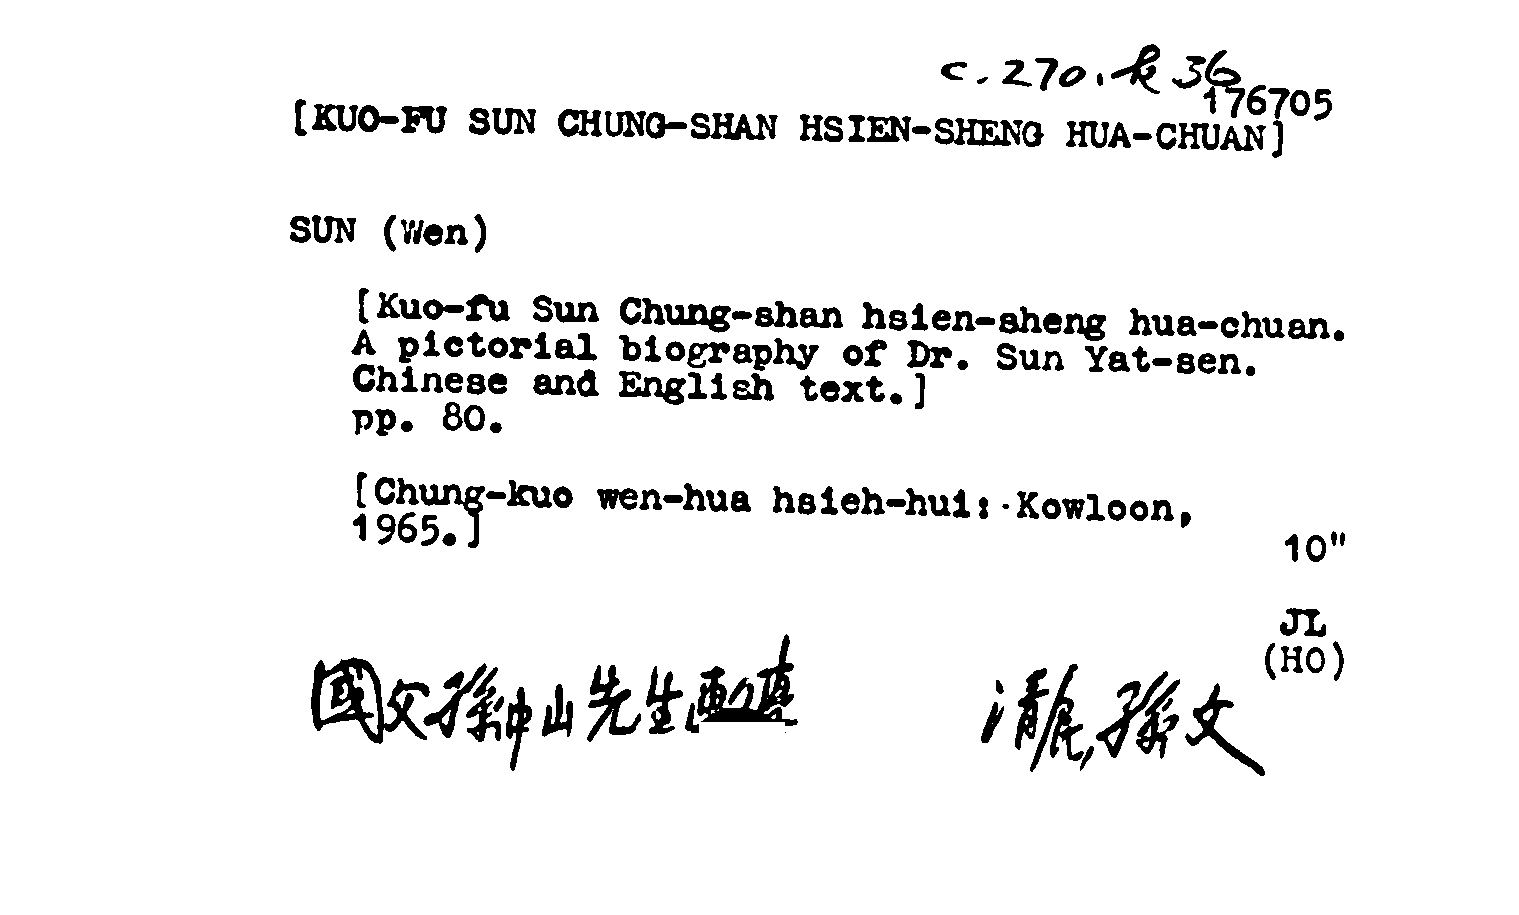 c. 270. k 36
176705
[KUO-FU SUN CHUNG-SHAN HSIEN-SHENG HUA-CHUAN]
SUN (Wen)
[Kuo-fu Sun Chung-shan hsien-sheng hua-chuan.
A pictorial biography of Dr. Sun Yat-sen.
Chinese and English text.]
pp. 80.
[Chung-kuo wen-hua hsieh-hui: Kowloon,
1965.]
10"
JL
(HO)
國父孫中山先生畫
清 孫文